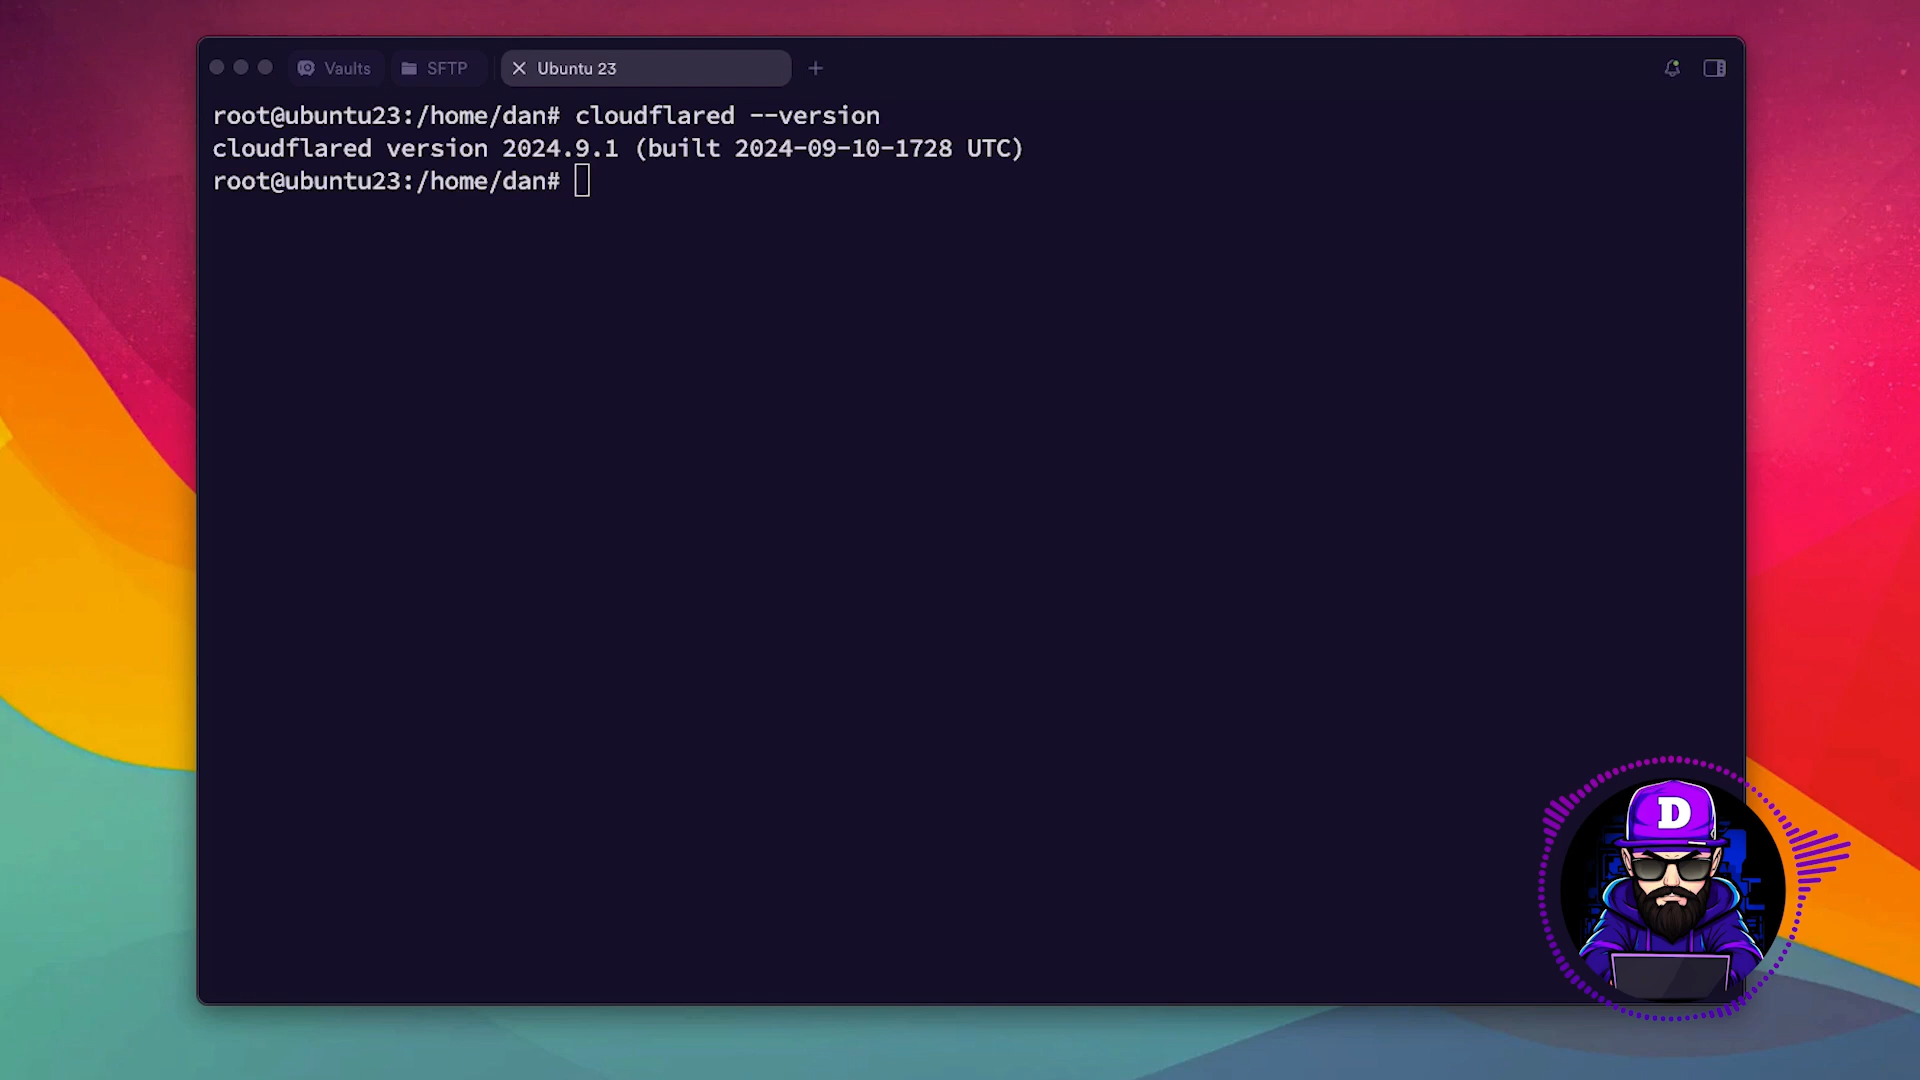 Vaults SFTP Ubuntu 23
root@ubuntu23:/home/dan# cloudflared --version
cloudflared version 2024.9.1 (built 2024-09-10-1728 UTC)
root@ubuntu23:/home/dan#
D